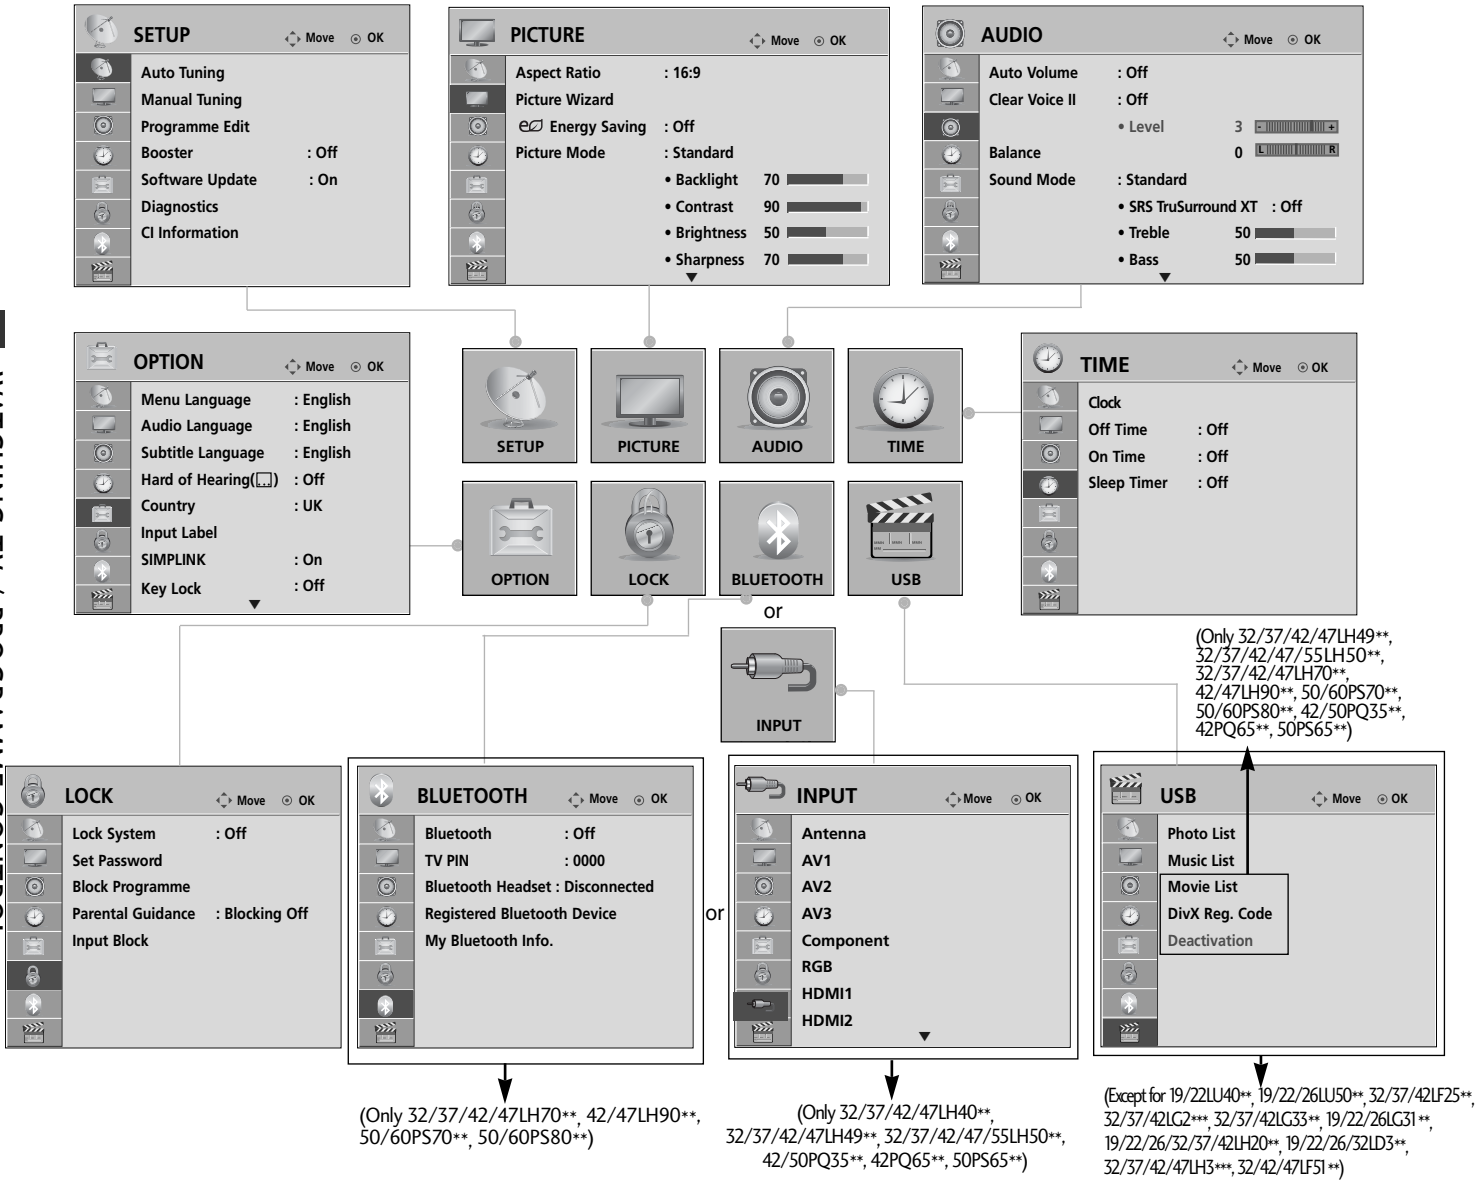 SETUP
Move OK
Auto Tuning
Manual Tuning
Programme Edit
Booster : Off
Software Update : On
Diagnostics
CI Information
PICTURE
Move OK
Aspect Ratio : 16:9
Picture Wizard
Energy Saving : Off
Picture Mode : Standard
• Backlight 70
• Contrast 90
• Brightness 50
• Sharpness 70
AUDIO
Move OK
Auto Volume : Off
Clear Voice II : Off
• Level 3 - +
Balance 0 L R
Sound Mode : Standard
• SRS TruSurround XT : Off
• Treble 50
• Bass 50
OPTION
Move OK
Menu Language : English
Audio Language : English
Subtitle Language : English
Hard of Hearing( ) : Off
Country : UK
Input Label
SIMPLINK : On
Key Lock : Off
SETUP
PICTURE
AUDIO
TIME
OPTION
LOCK
BLUETOOTH
USB
or
INPUT
TIME
Move OK
Clock
Off Time : Off
On Time : Off
Sleep Timer : Off
(Only 32/37/42/47LH49**,
32/37/42/47/55LH50**,
32/37/42/47LH70**,
42/47LH90**, 50/60PS70**,
50/60PS80**, 42/50PQ35**,
42PQ65**, 50PS65**)
LOCK
Move OK
Lock System : Off
Set Password
Block Programme
Parental Guidance : Blocking Off
Input Block
BLUETOOTH
Move OK
Bluetooth : Off
TV PIN : 0000
Bluetooth Headset : Disconnected
Registered Bluetooth Device
My Bluetooth Info.
or
INPUT
Move OK
Antenna
AV1
AV2
AV3
Component
RGB
HDMI1
HDMI2
USB
Move OK
Photo List
Music List
Movie List
DivX Reg. Code
Deactivation
(Only 32/37/42/47LH70**, 42/47LH90**,
50/60PS70**, 50/60PS80**)
(Only 32/37/42/47LH40**,
32/37/42/47LH49**, 32/37/42/47/55LH50**,
42/50PQ35**, 42PQ65**, 50PS65**)
(Except for 19/22LU40**, 19/22/26LU50**, 32/37/42LF25**,
32/37/42LG2***, 32/37/42LG33**, 19/22/26LG31**,
19/22/26/32/37/42LH20**, 19/22/26/32LD3**,
32/37/42/47LH3***, 32/42/47LF51**)